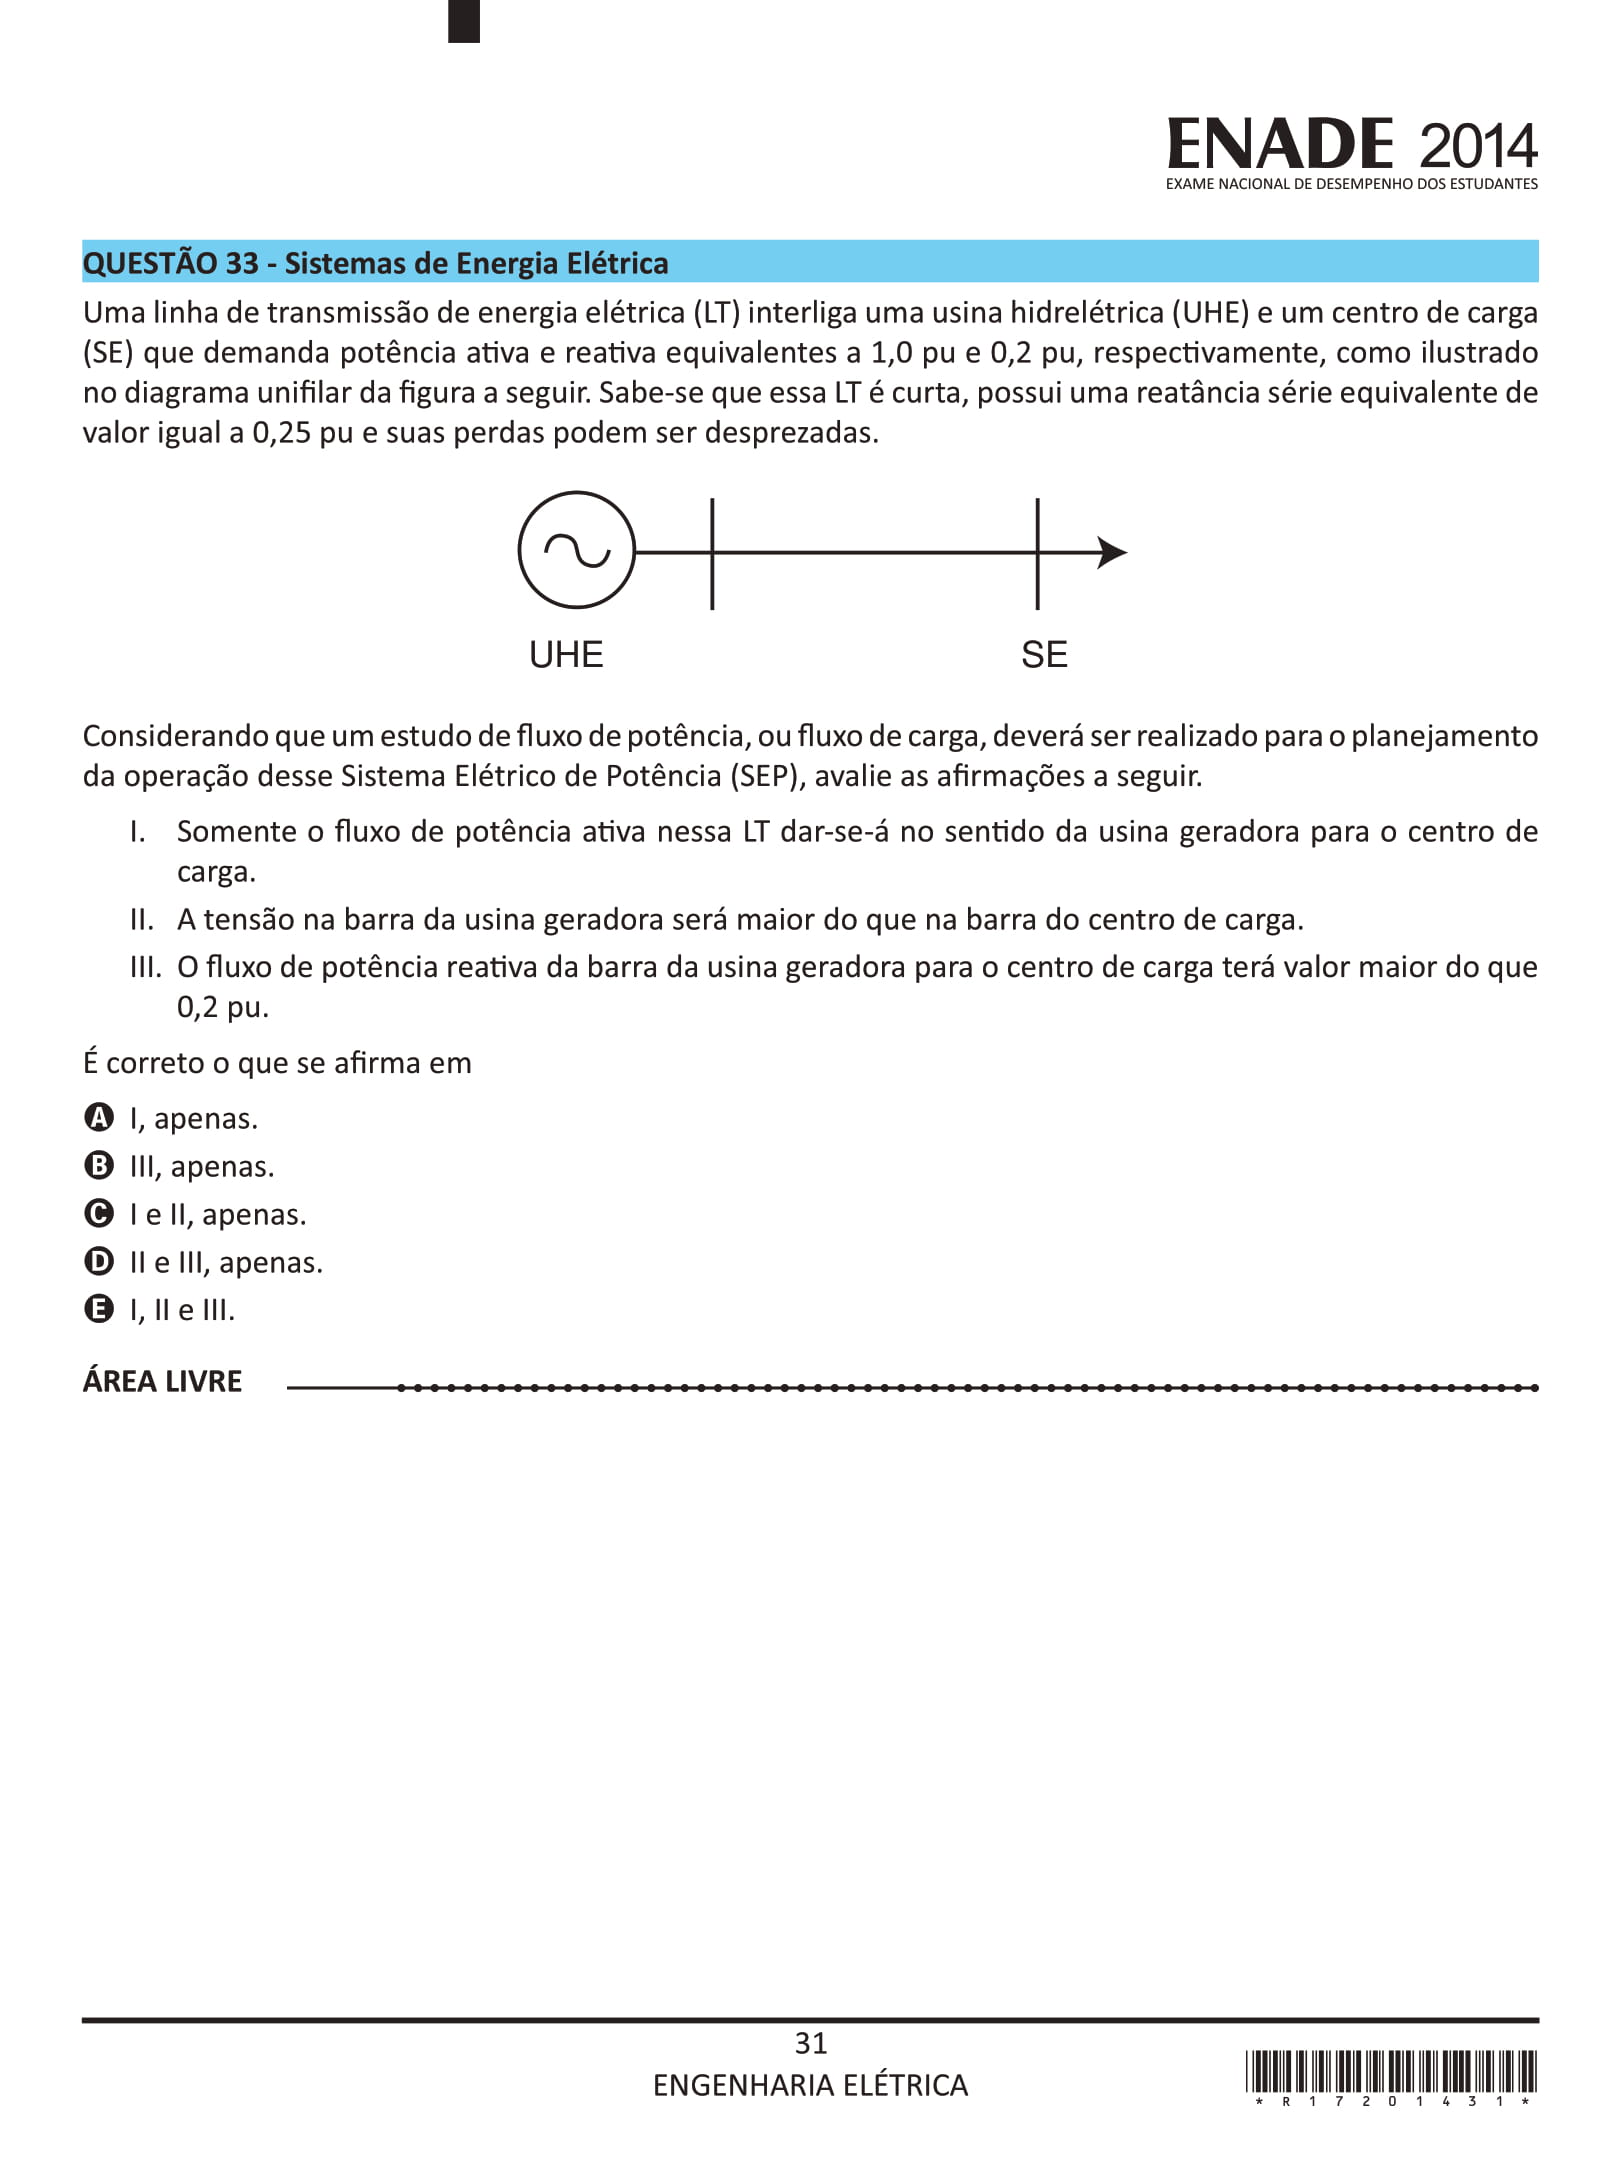 ENADE 2014
EXAME NACIONAL DE DESEMPENHO DOS ESTUDANTES
QUESTÃO 33 - Sistemas de Energia Elétrica
Uma linha de transmissão de energia elétrica (LT) interliga uma usina hidrelétrica (UHE) e um centro de carga
(SE) que demanda potência ativa e reativa equivalentes a 1,0 pu e 0,2 pu, respectivamente, como ilustrado
no diagrama unifilar da figura a seguir. Sabe-se que essa LT é curta, possui uma reatância série equivalente de
valor igual a 0,25 pu e suas perdas podem ser desprezadas.
UHE SE
Considerando que um estudo de fluxo de potência, ou fluxo de carga, deverá ser realizado para o planejamento
da operação desse Sistema Elétrico de Potência (SEP), avalie as afirmações a seguir.
I. Somente o fluxo de potência ativa nessa LT dar-se-á no sentido da usina geradora para o centro de
carga.
II. A tensão na barra da usina geradora será maior do que na barra do centro de carga.
III. O fluxo de potência reativa da barra da usina geradora para o centro de carga terá valor maior do que
0,2 pu.
É correto o que se afirma em
A I, apenas.
B III, apenas.
C I e II, apenas.
D II e III, apenas.
E I, II e III.
ÁREA LIVRE
31
ENGENHARIA ELÉTRICA
*R17201431*